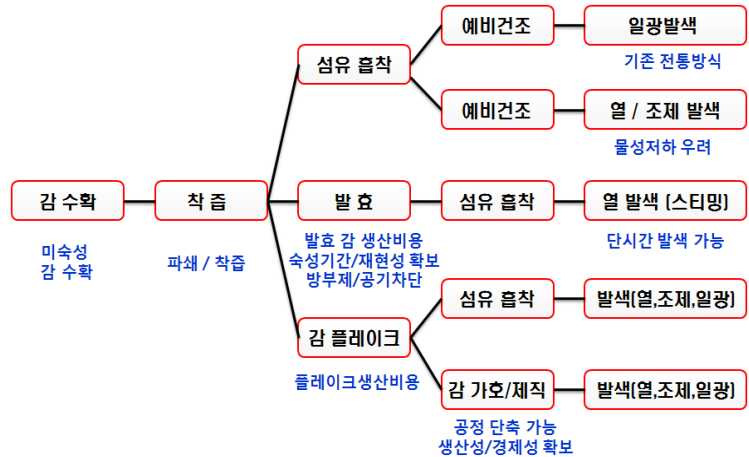 예비건조
일광발색
기존 전통방식
섬유 흡착
예비건조
열 / 조제 발색
물성저하 우려
감 수확
착 즙
발 효
섬유 흡착
열 발색 (스티밍)
미숙성
감 수확
파쇄 / 착즙
발효 감 생산비용
숙성기간/재현성 확보
방부제/공기차단
단시간 발색 가능
섬유 흡착
발색(열,조제,일광)
감 플레이크
플레이크생산비용
감 가호/제직
발색(열,조제,일광)
공정 단축 가능
생산성/경제성 확보